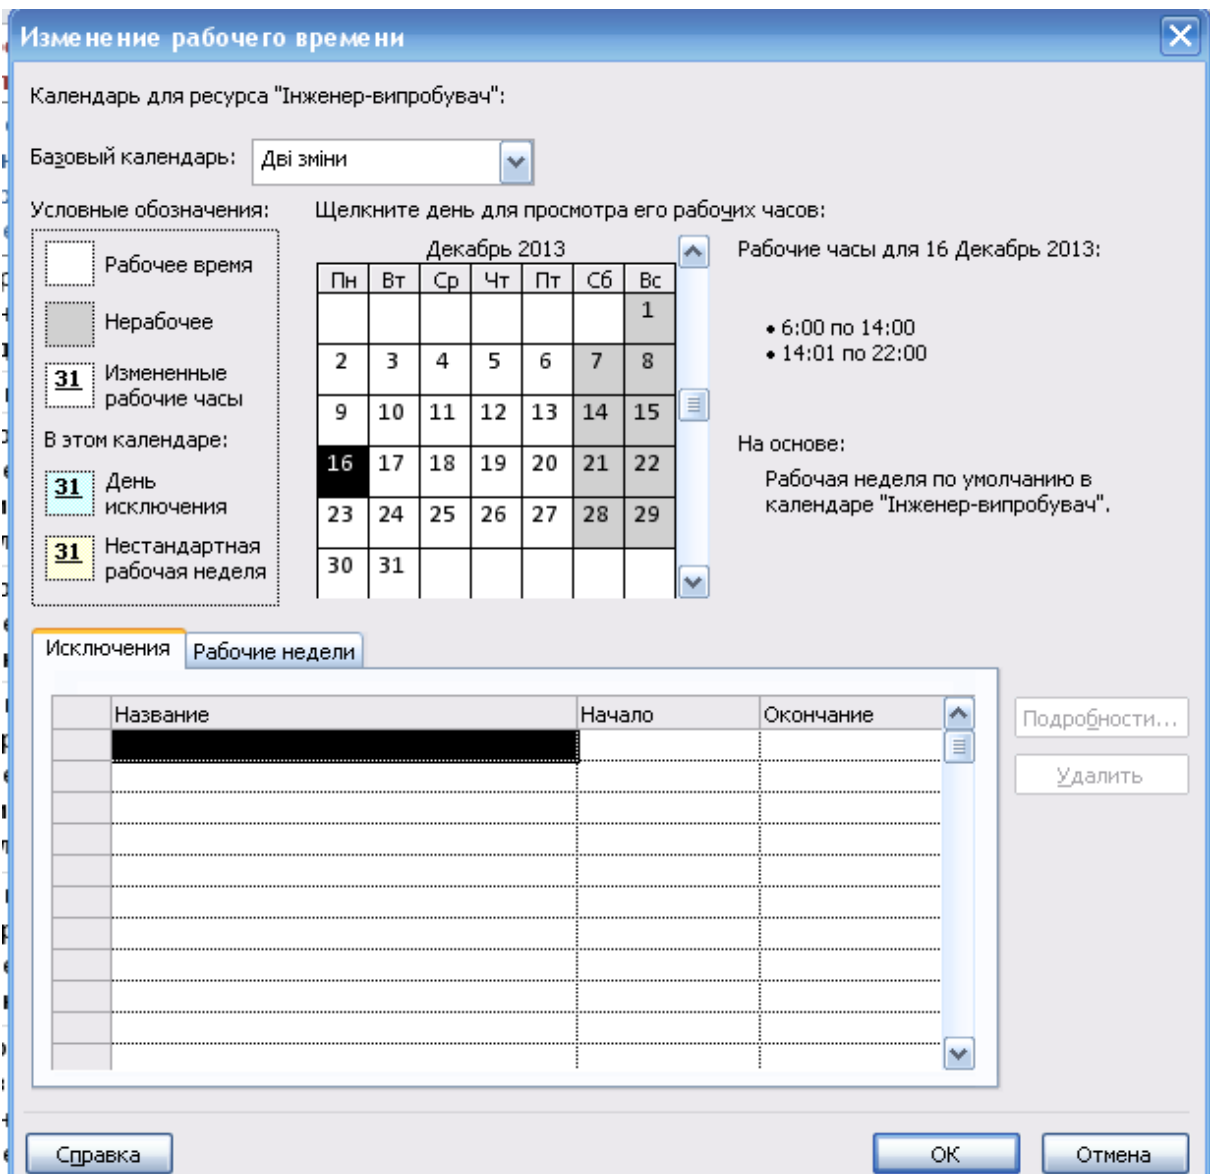 Изменение рабочего времени
Календарь для ресурса "Інженер-випробувач":
Базовый календарь: Дві зміни
Условные обозначения:
Рабочее время
Нерабочее
31 Измененные
рабочие часы
В этом календаре:
31 День
исключения
31 Нестандартная
рабочая неделя
Щелкните день для просмотра его рабочих часов:
Декабрь 2013
Пн Вт Ср Чт Пт Сб Вс
1
2 3 4 5 6 7 8
9 10 11 12 13 14 15
16 17 18 19 20 21 22
23 24 25 26 27 28 29
30 31
Рабочие часы для 16 Декабрь 2013:
• 6:00 по 14:00
• 14:01 по 22:00
На основе:
Рабочая неделя по умолчанию в
календаре "Інженер-випробувач".
Исключения Рабочие недели
Название Начало Окончание
Подробности...
Удалить
Справка ОК Отмена